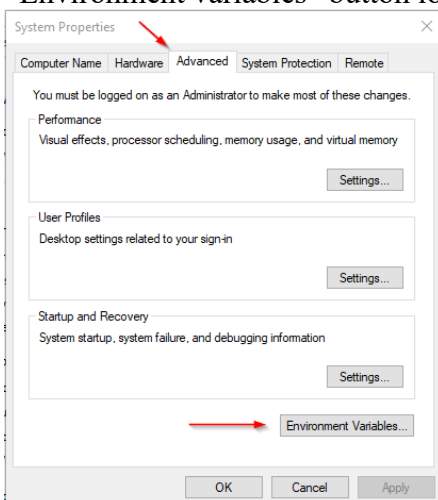 Environment Variables" button lo
System Properties
Computer Name Hardware Advanced System Protection Remote
You must be logged on as an Administrator to make most of these changes.
Performance
Visual effects, processor scheduling, memory usage, and virtual memory
Settings...
User Profiles
Desktop settings related to your sign-in
Settings...
Startup and Recovery
System startup, system failure, and debugging information
Settings...
Environment Variables...
OK Cancel Apply